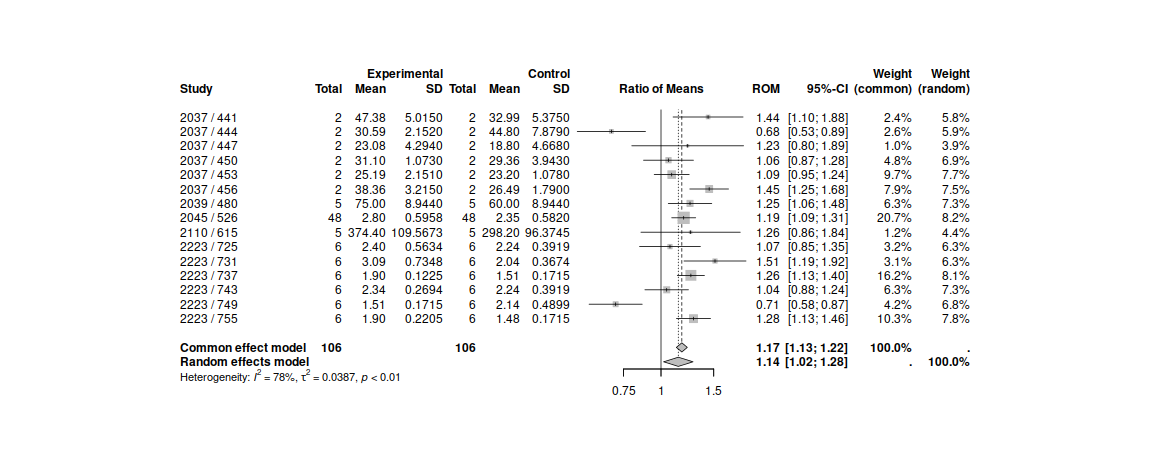 Experimental Control Weight Weight
Study Total Mean SD Total Mean SD Ratio of Means ROM 95%-CI (common) (random)
2037 / 441 2 47.38 5.0150 2 32.99 5.3750 1.44 [1.10; 1.88] 2.4% 5.8%
2037 / 444 2 30.59 2.1520 2 44.80 7.8790 0.68 [0.53; 0.89] 2.6% 5.9%
2037 / 447 2 23.08 4.2940 2 18.80 4.6680 1.23 [0.80; 1.89] 1.0% 3.9%
2037 / 450 2 31.10 1.0730 2 29.36 3.9430 1.06 [0.87; 1.28] 4.8% 6.9%
2037 / 453 2 25.19 2.1510 2 23.20 1.0780 1.09 [0.95; 1.24] 9.7% 7.7%
2037 / 456 2 38.36 3.2150 2 26.49 1.7900 1.45 [1.25; 1.68] 7.9% 7.5%
2039 / 480 5 75.00 8.9440 5 60.00 8.9440 1.25 [1.06; 1.48] 6.3% 7.3%
2045 / 526 48 2.80 0.5958 48 2.35 0.5820 1.19 [1.09; 1.31] 20.7% 8.2%
2110 / 615 5 374.40 109.5673 5 298.20 96.3745 1.26 [0.86; 1.84] 1.2% 4.4%
2223 / 725 6 2.40 0.5634 6 2.24 0.3919 1.07 [0.85; 1.35] 3.2% 6.3%
2223 / 731 6 3.09 0.7348 6 2.04 0.3674 1.51 [1.19; 1.92] 3.1% 6.3%
2223 / 737 6 1.90 0.1225 6 1.51 0.1715 1.26 [1.13; 1.40] 16.2% 8.1%
2223 / 743 6 2.34 0.2694 6 2.24 0.3919 1.04 [0.88; 1.24] 6.3% 7.3%
2223 / 749 6 1.51 0.1715 6 2.14 0.4899 0.71 [0.58; 0.87] 4.2% 6.8%
2223 / 755 6 1.90 0.2205 6 1.48 0.1715 1.28 [1.13; 1.46] 10.3% 7.8%
Common effect model 106 106 1.17 [1.13; 1.22] 100.0% .
Random effects model 1.14 [1.02; 1.28] . 100.0%
Heterogeneity: I² = 78%, τ² = 0.0387, p < 0.01
0.75 1 1.5